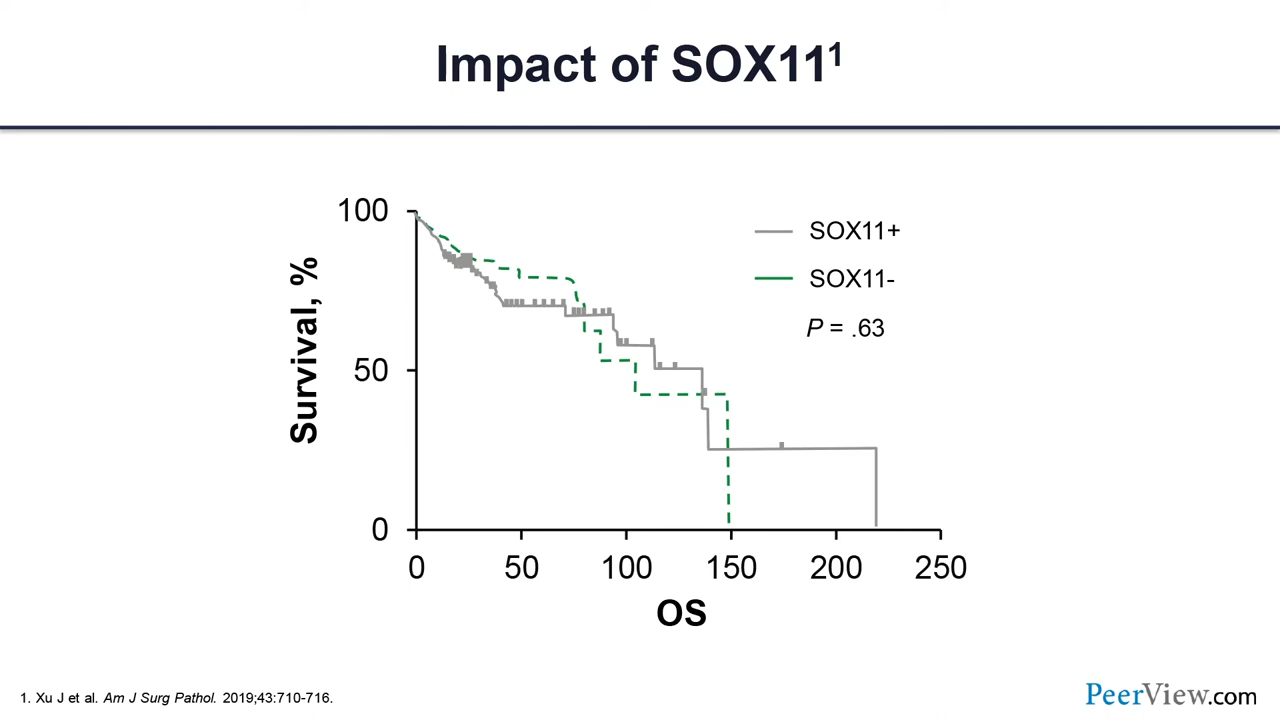 Impact of SOX11¹
100
50
0
Survival, %
SOX11+
SOX11-
P = .63
0 50 100 150 200 250
OS
1. Xu J et al. Am J Surg Pathol. 2019;43:710-716.
PeerView.com